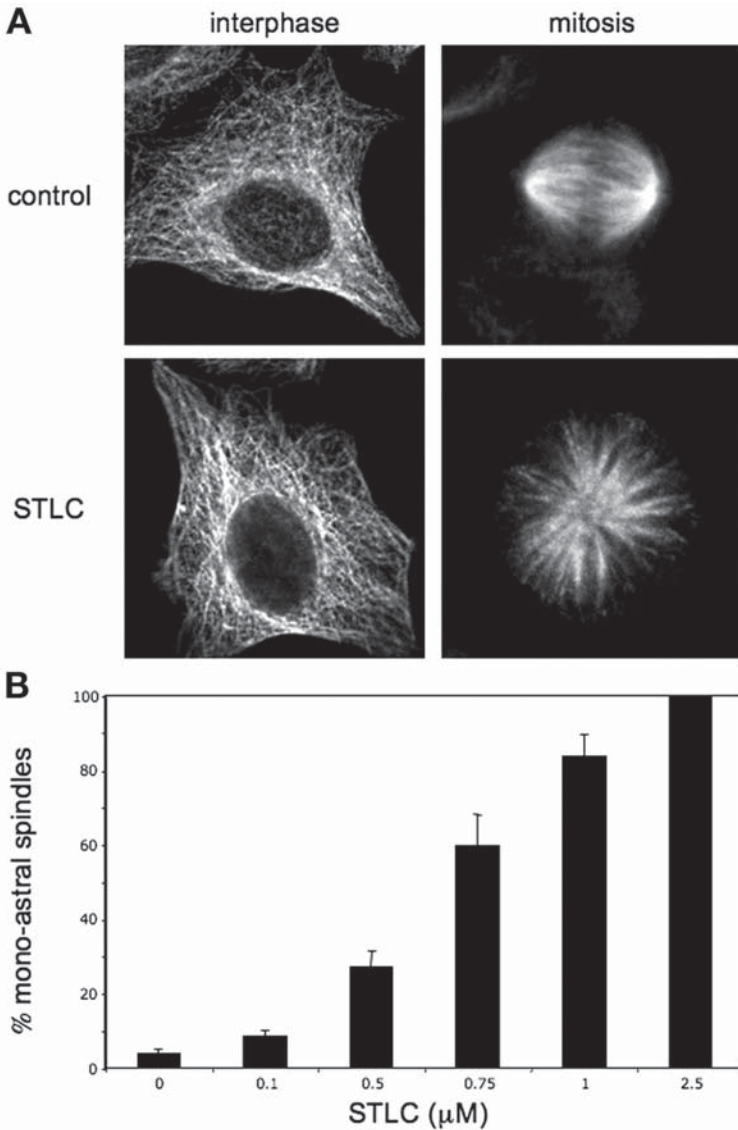 A
interphase
mitosis
control
STLC
B
% mono-astral spindles
100
80
60
40
20
0
0 0.1 0.5 0.75 1 2.5
STLC (μM)